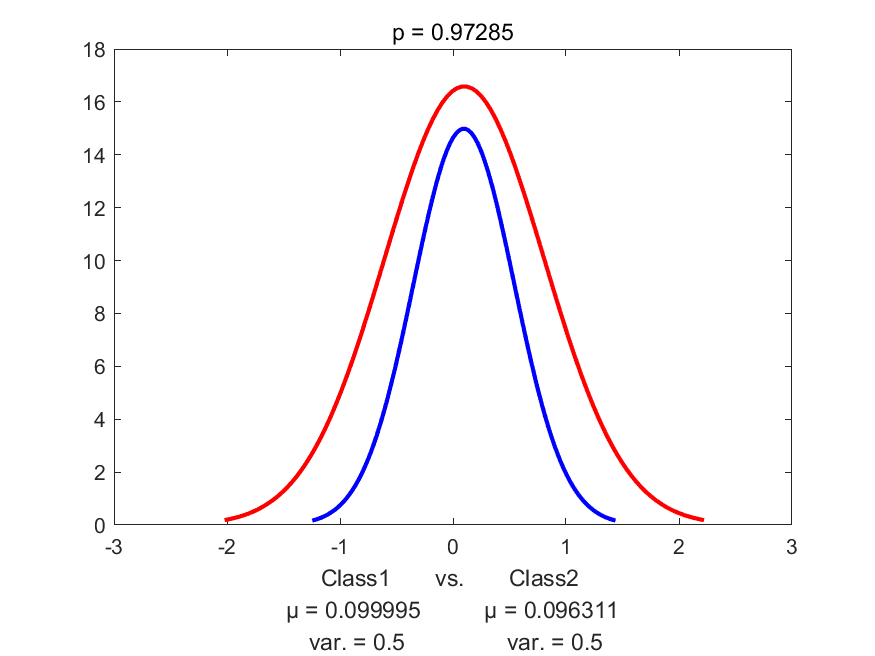 p = 0.97285
18
16
14
12
10
8
6
4
2
0
-3 -2 -1 0 1 2 3
Class1 vs. Class2
μ = 0.099995 μ = 0.096311
var. = 0.5 var. = 0.5